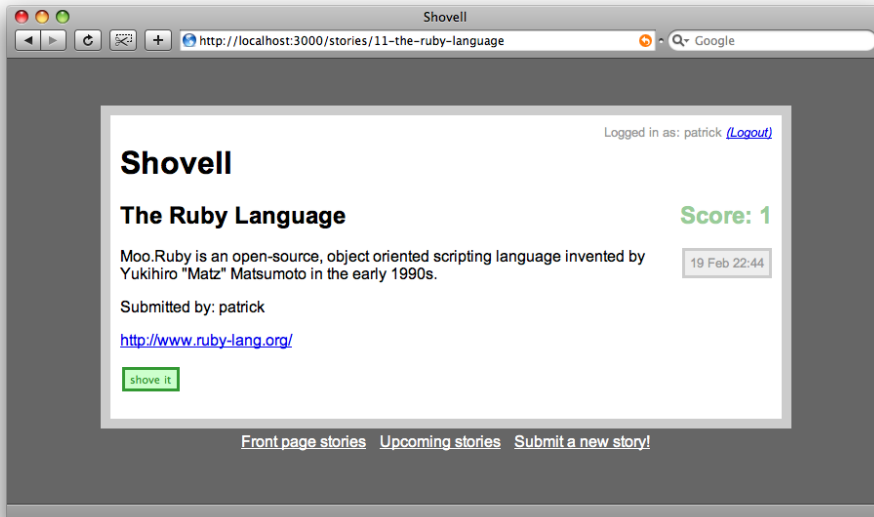 Shovell
http://localhost:3000/stories/11-the-ruby-language
Google
Logged in as: patrick (Logout)
Shovell
The Ruby Language
Score: 1
Moo.Ruby is an open-source, object oriented scripting language invented by
Yukihiro "Matz" Matsumoto in the early 1990s.
19 Feb 22:44
Submitted by: patrick
http://www.ruby-lang.org/
shove it
Front page stories Upcoming stories Submit a new story!